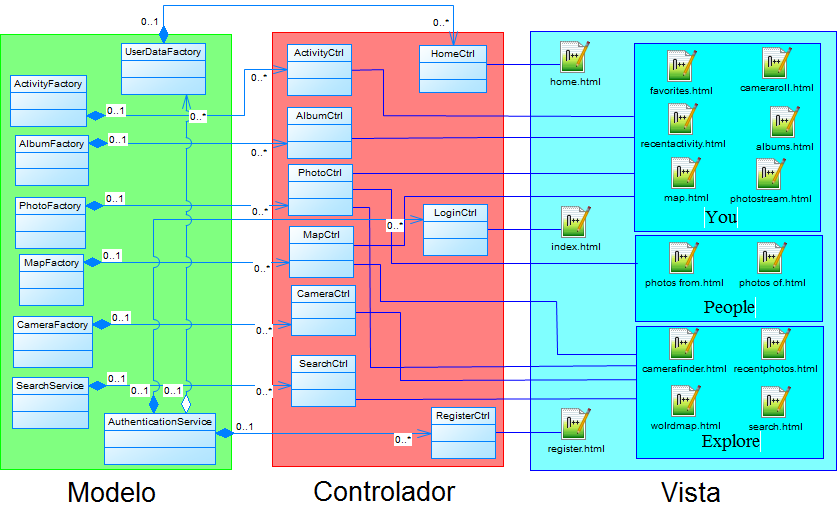 0..1
0..*
UserDataFactory
ActivityCtrl
HomeCtrl
home.html
favorites.html
cameraroll.html
ActivityFactory
0..*
0..1
0..*
AlbumCtrl
AlbumFactory
0..1
0..*
recentactivity.html
albums.html
PhotoCtrl
PhotoFactory
0..1
0..*
map.html
photostream.html
You
LoginCtrl
0..*
index.html
MapCtrl
MapFactory
0..1
0..*
photos from.html
photos of.html
People
CameraCtrl
CameraFactory
0..1
0..*
SearchCtrl
SearchService
0..1
0..*
camerafinder.html
recentphotos.html
0..1
0..1
AuthenticationService
0..1
0..*
RegisterCtrl
register.html
wolrdmap.html
search.html
Explore
Modelo
Controlador
Vista